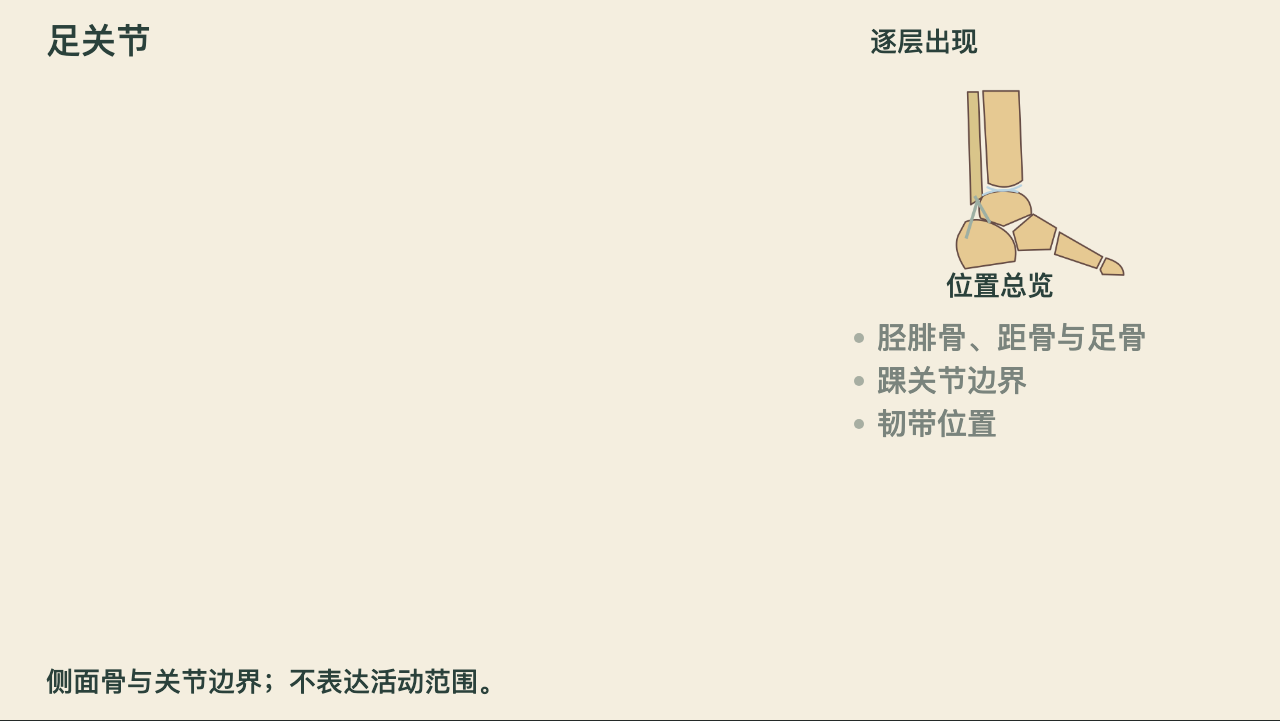 足关节
逐层出现
位置总览
胫腓骨、距骨与足骨
踝关节边界
韧带位置
侧面骨与关节边界；不表达活动范围。